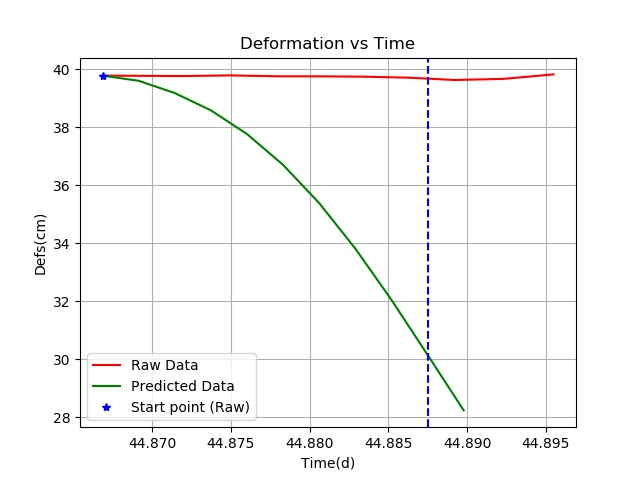 Deformation vs Time
Defs(cm)
40
38
36
34
32
30
28
Raw Data
Predicted Data
Start point (Raw)
44.870 44.875 44.880 44.885 44.890 44.895
Time(d)